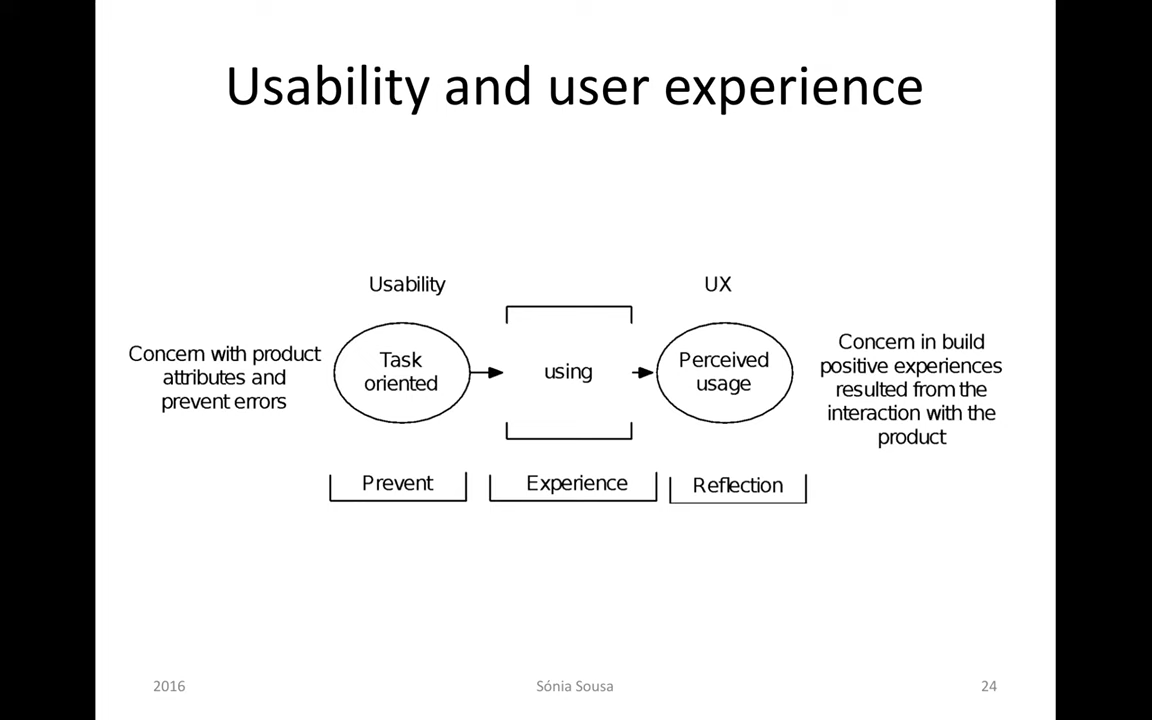 Usability and user experience
Usability
UX
Concern with product
attributes and
prevent errors
Task
oriented
using
Perceived
usage
Concern in build
positive experiences
resulted from the
interaction with the
product
Prevent
Experience
Reflection
2016
Sónia Sousa
24